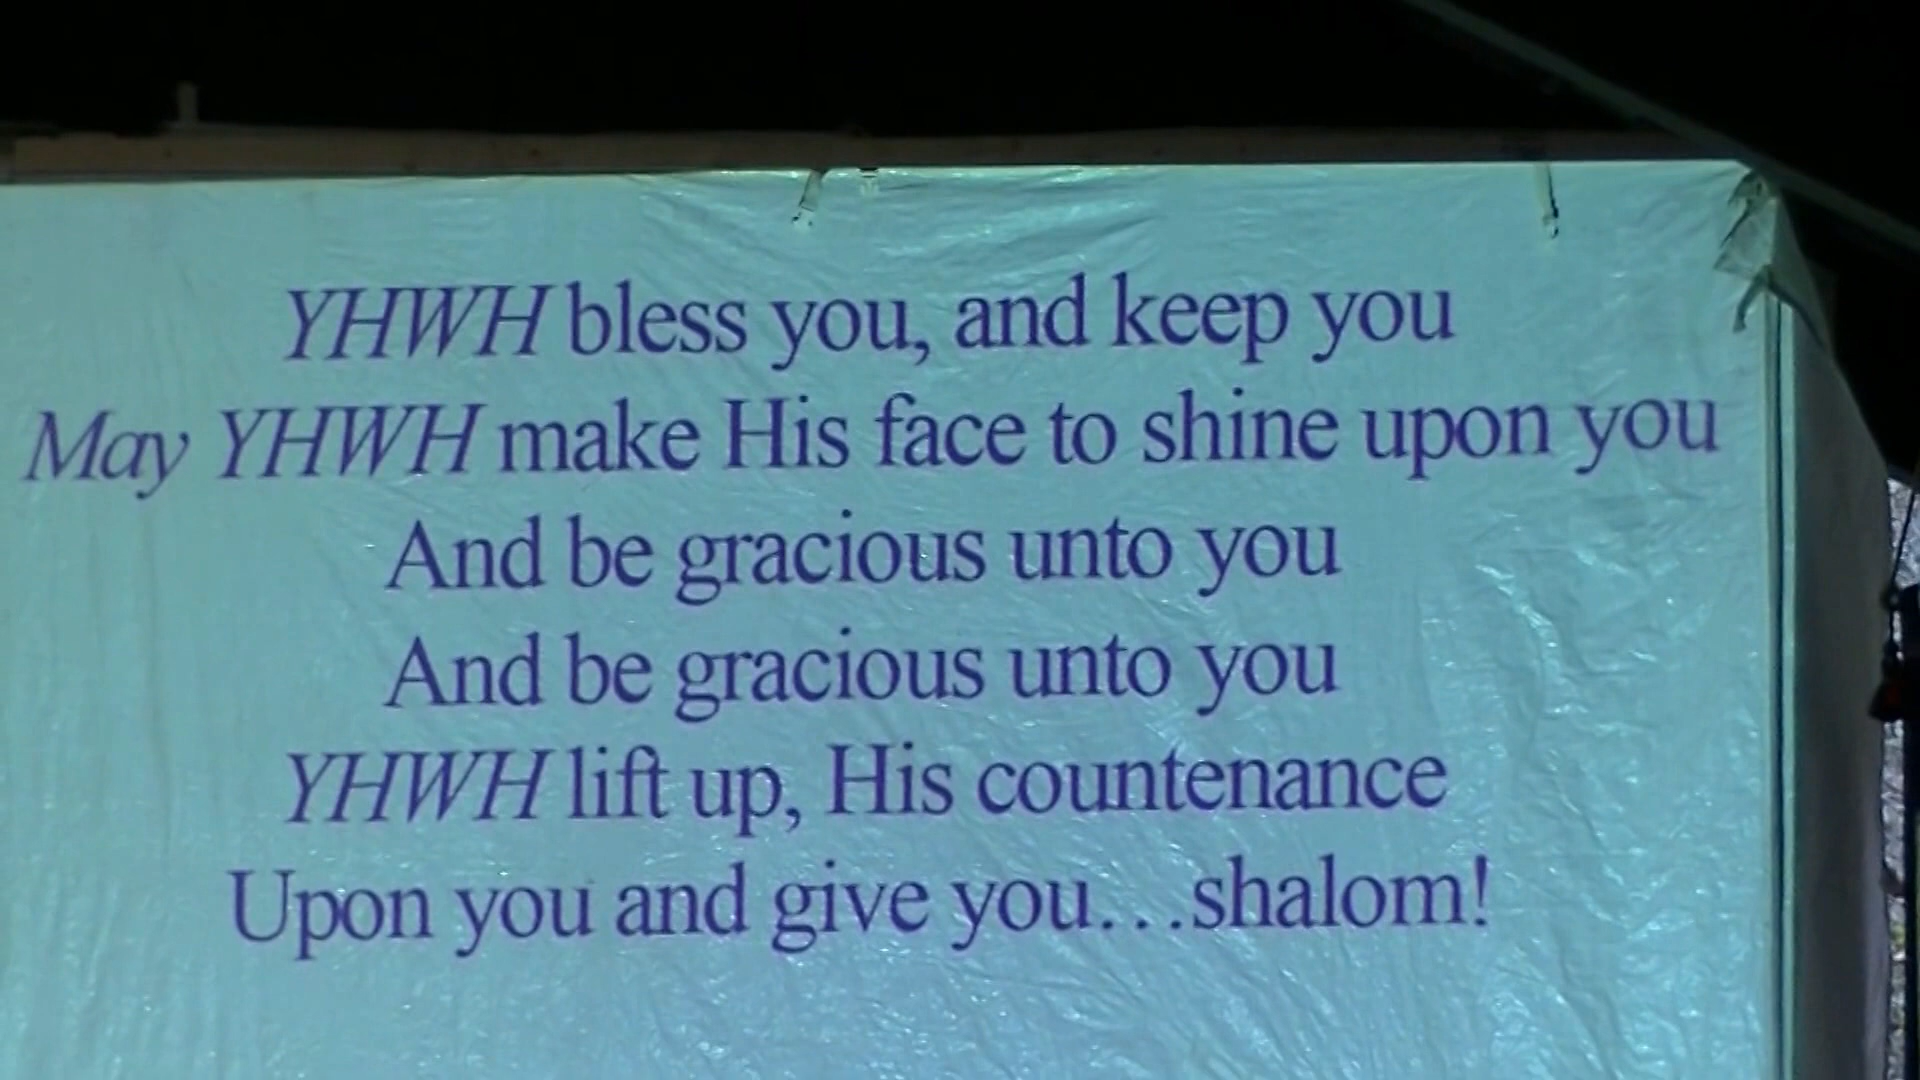 YHWH bless you, and keep you
May YHWH make His face to shine upon you
And be gracious unto you
And be gracious unto you
YHWH lift up, His countenance
Upon you and give you...shalom!